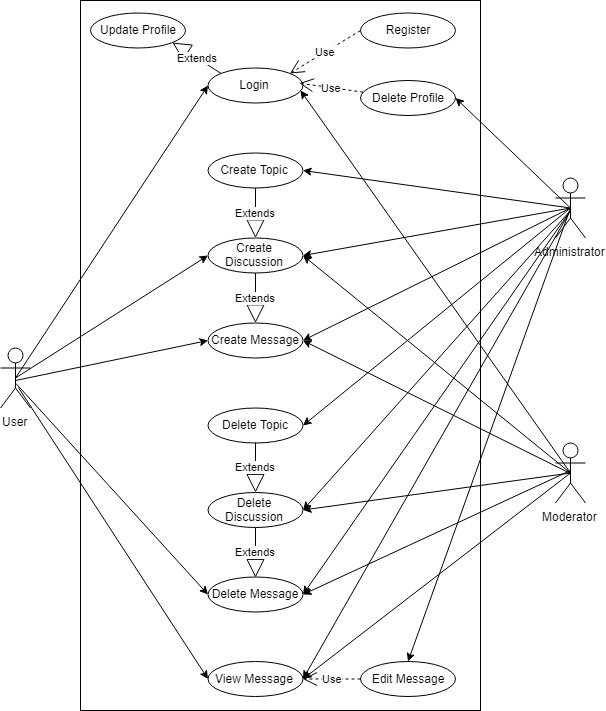 Update Profile
Register
Extends
Use
Login
Use
Delete Profile
Create Topic
Extends
Administrator
Create
Discussion
Extends
Create Message
User
Delete Topic
Extends
Delete
Discussion
Moderator
Extends
Delete Message
View Message
Use
Edit Message